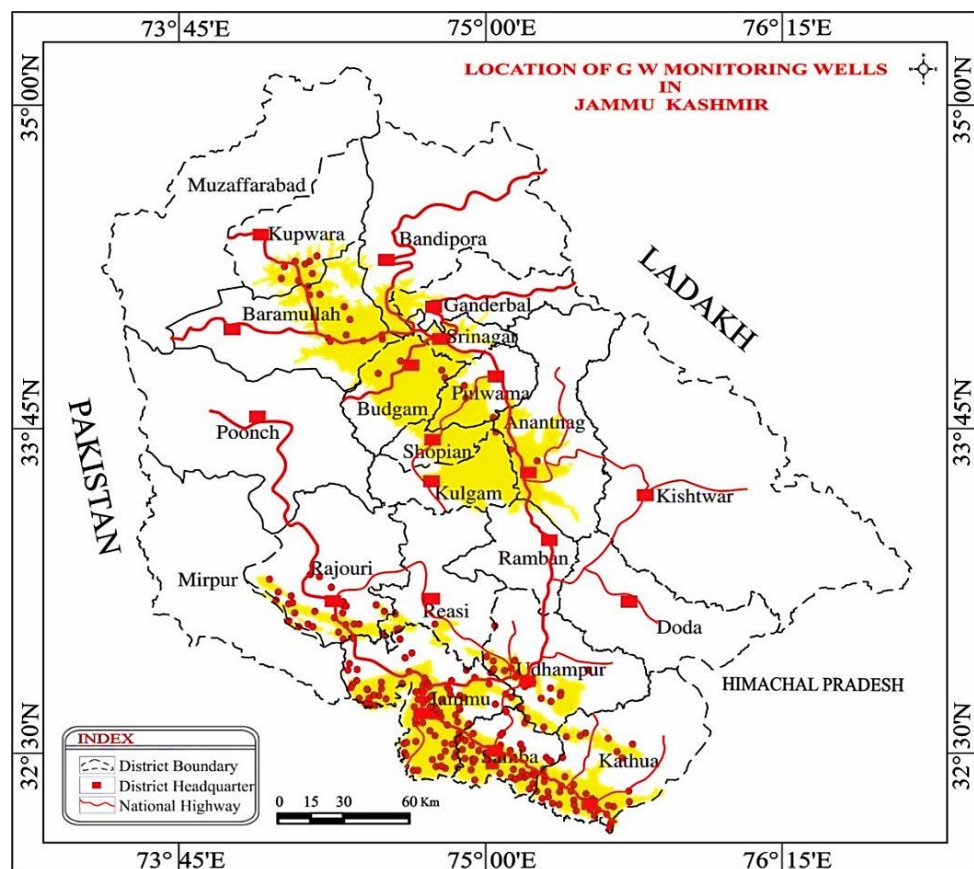 73°45'E
75°00'E
76°15'E
LOCATION OF G W MONITORING WELLS
IN
JAMMU KASHMIR
35°00'N
35°00'N
Muzaffarabad
Kupwara
Bandipora
LADAKH
Ganderbal
Baramullah
Srinagar
Pulwama
Budgam
Anantnag
33°45'N
33°45'N
PAKISTAN
Poonch
Shopian
Kulgam
Kishtwar
Ramban
Rajouri
Mirpur
Reasi
Doda
Udhampur
HIMACHAL PRADESH
Jammu
32°30'N
32°30'N
Samba
Kathua
INDEX
District Boundary
District Headquarter
National Highway
0 15 30 60 Km
73°45'E
75°00'E
76°15'E